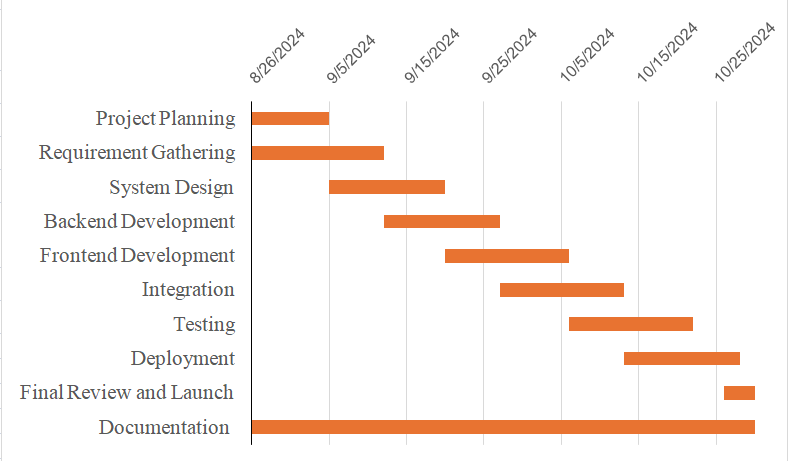 8/26/2024
9/5/2024
9/15/2024
9/25/2024
10/5/2024
10/15/2024
10/25/2024
Project Planning
Requirement Gathering
System Design
Backend Development
Frontend Development
Integration
Testing
Deployment
Final Review and Launch
Documentation